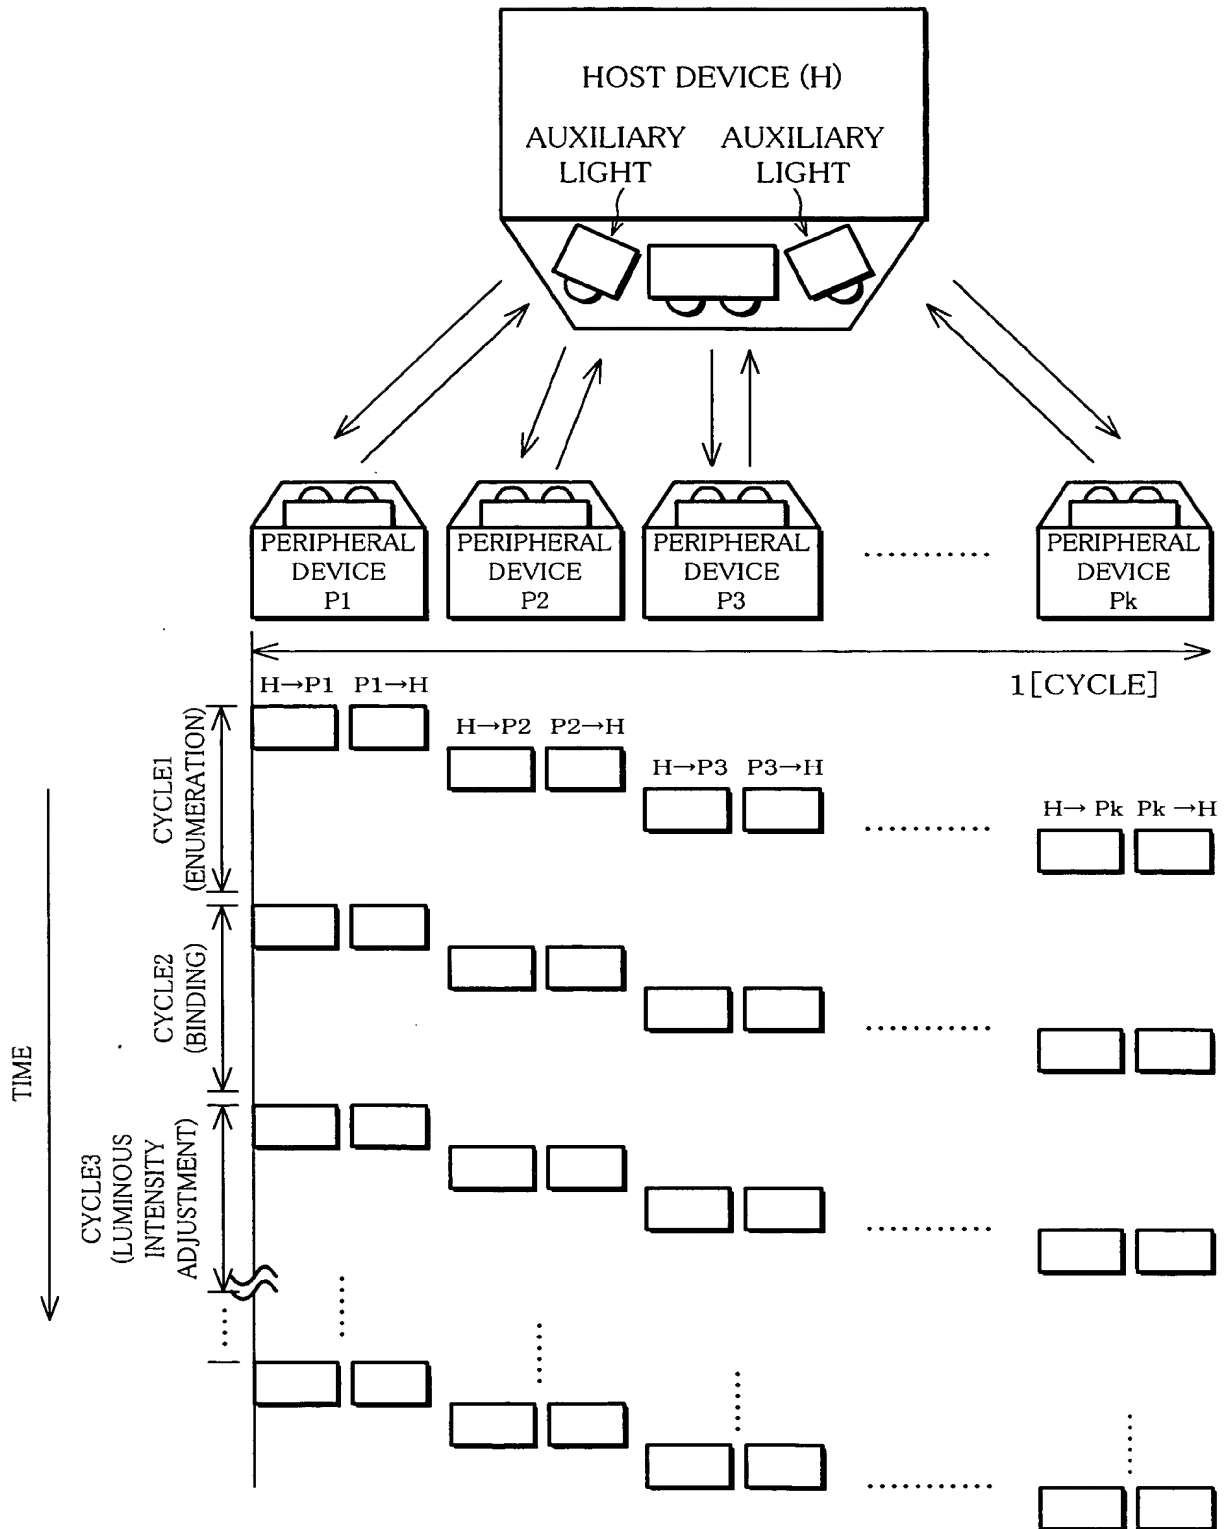 HOST DEVICE (H)
AUXILIARY
LIGHT
AUXILIARY
LIGHT
PERIPHERAL
DEVICE
P1
PERIPHERAL
DEVICE
P2
PERIPHERAL
DEVICE
P3
PERIPHERAL
DEVICE
Pk
1[CYCLE]
H→P1 P1→H
H→P2 P2→H
H→P3 P3→H
H→ Pk Pk →H
TIME
CYCLE1
(ENUMERATION)
CYCLE2
(BINDING)
CYCLE3
(LUMINOUS
INTENSITY
ADJUSTMENT)